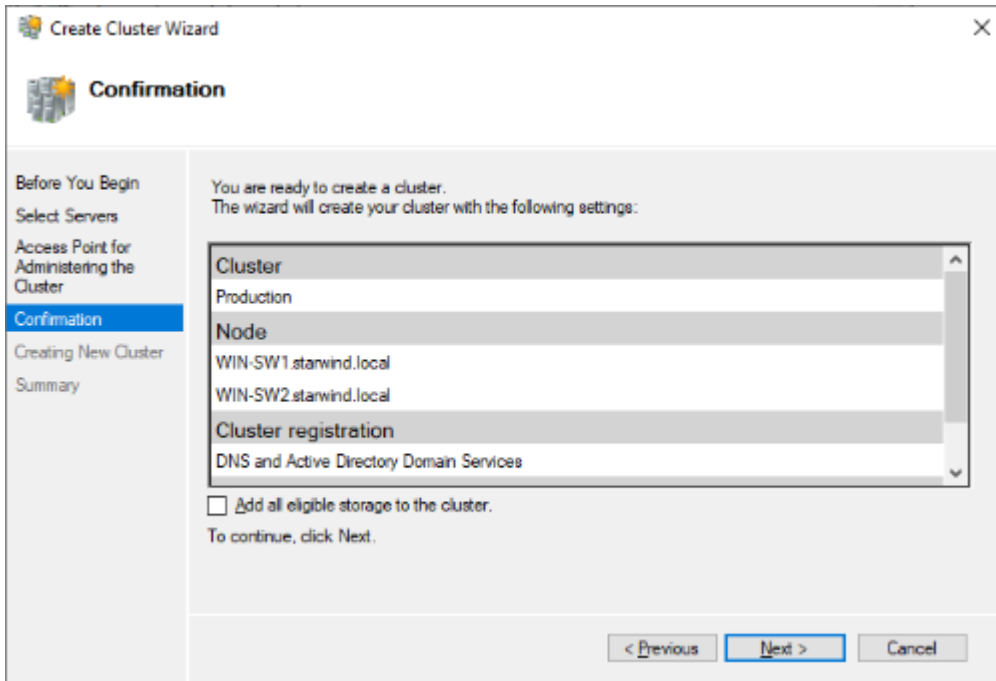 Create Cluster Wizard
Confirmation
Before You Begin
Select Servers
Access Point for
Administering the
Cluster
Confirmation
Creating New Cluster
Summary
You are ready to create a cluster.
The wizard will create your cluster with the following settings:
Cluster
Production
Node
WIN-SW1.starwind.local
WIN-SW2.starwind.local
Cluster registration
DNS and Active Directory Domain Services
Add all eligible storage to the cluster.
To continue, click Next.
< Previous
Next >
Cancel